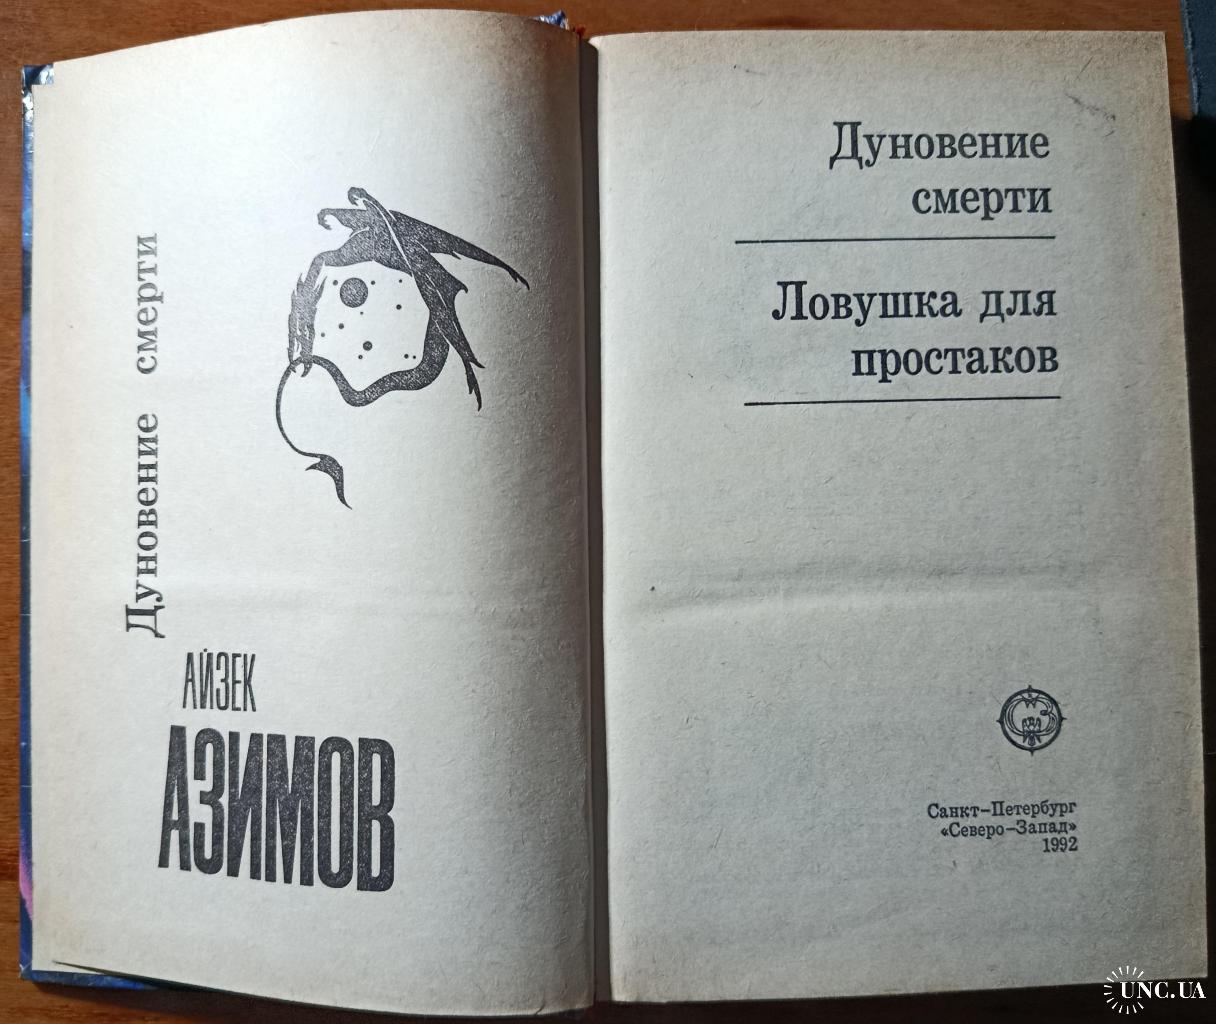 Дуновение смерти
АЙЗЕК
АЗИМОВ
Дуновение
смерти
Ловушка для
простаков
Санкт-Петербург
«Северо-Запад»
1992
UNC.UA